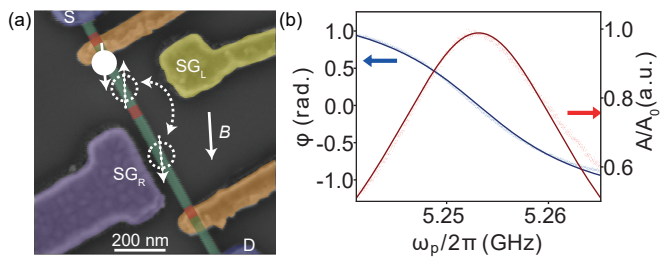 (a)
S
SG_L
B
SG_R
200 nm
D
(b)
1.0
0.5
0.0
-0.5
-1.0
φ (rad.)
5.25
5.26
ω_p/2π (GHz)
1.0
0.8
0.6
A/A_0(a.u.)